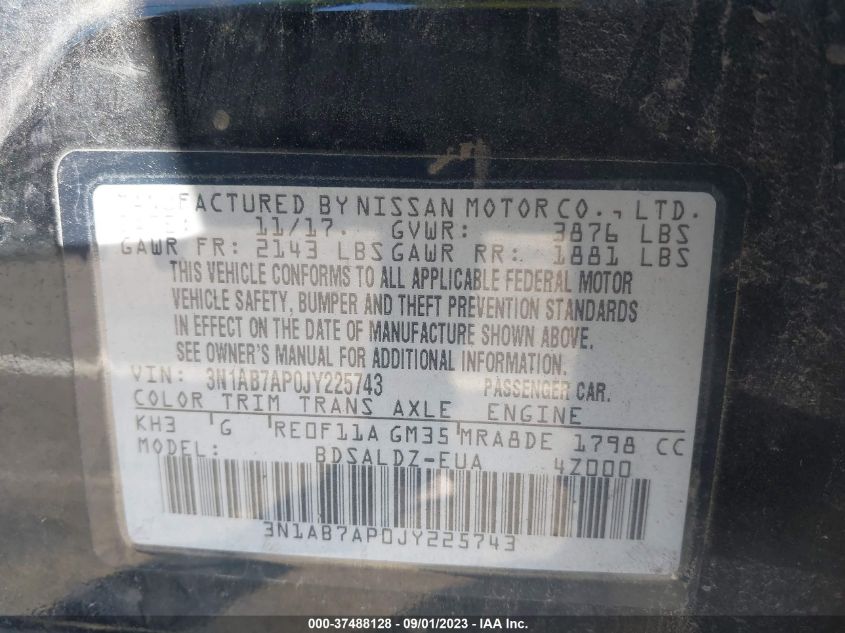 MANUFACTURED BY NISSAN MOTOR CO., LTD.
11/17. GVWR: 3876 LBS
GAWR FR: 2143 LBS GAWR RR: 1881 LBS
THIS VEHICLE CONFORMS TO ALL APPLICABLE FEDERAL MOTOR
VEHICLE SAFETY, BUMPER AND THEFT PREVENTION STANDARDS
IN EFFECT ON THE DATE OF MANUFACTURE SHOWN ABOVE.
SEE OWNER'S MANUAL FOR ADDITIONAL INFORMATION.
VIN: 3N1AB7AP0JY225743 PASSENGER CAR.
COLOR TRIM TRANS AXLE ENGINE
KH3 G RE0F11A GM35 MRA8DE 1798 CC
MODEL: BDSALDZ-EUA 4Z000
3N1AB7AP0JY225743
000-37488128 - 09/01/2023 - IAAI.com